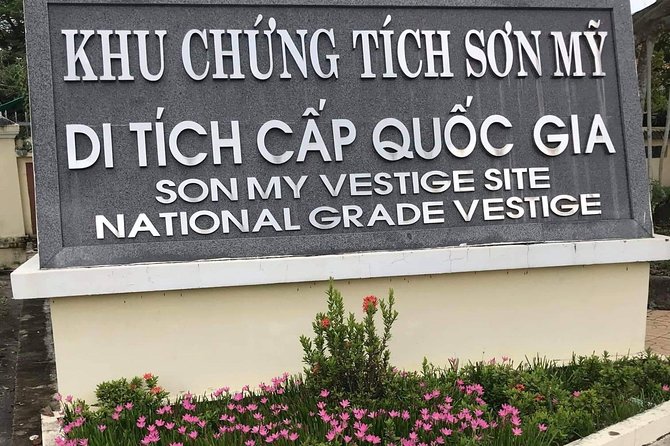 KHU CHỨNG TÍCH SƠN MỸ
DI TÍCH CẤP QUỐC GIA
SON MY VESTIGE SITE
NATIONAL GRADE VESTIGE